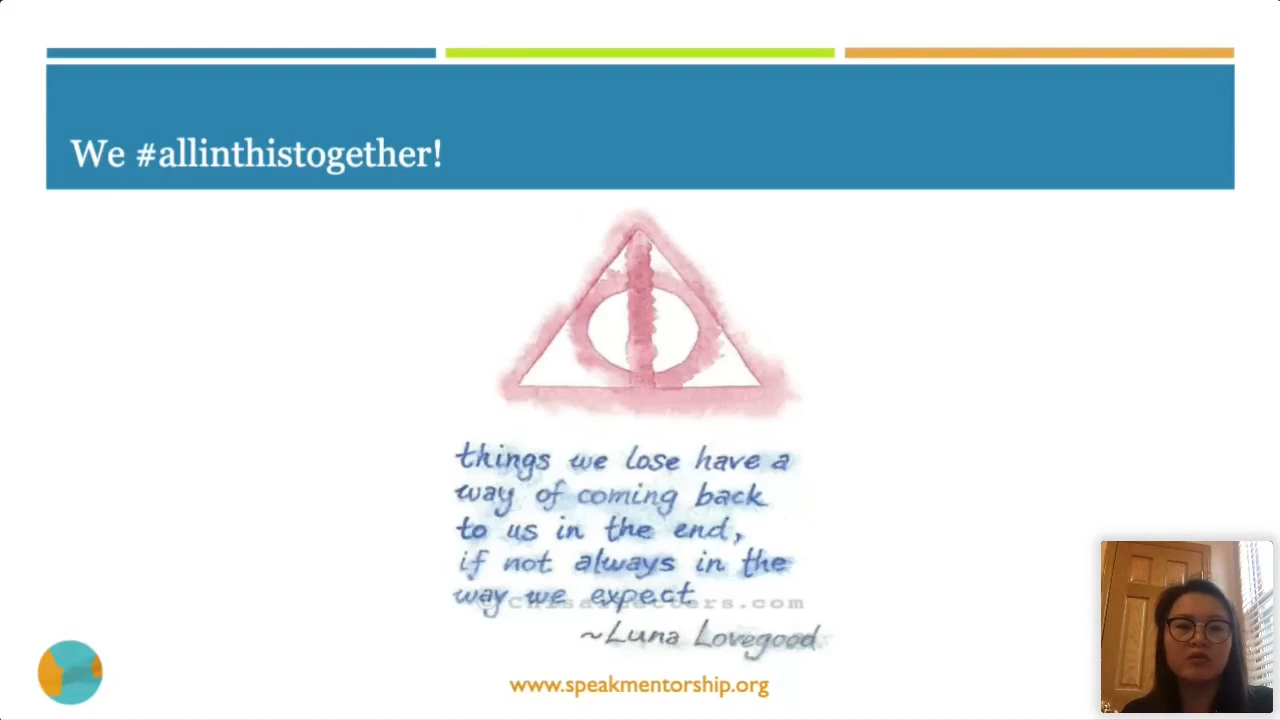 We #allinthistogether!
things we lose have a
way of coming back
to us in the end,
if not always in the
way we expect
~Luna Lovegood
www.speakmentorship.org